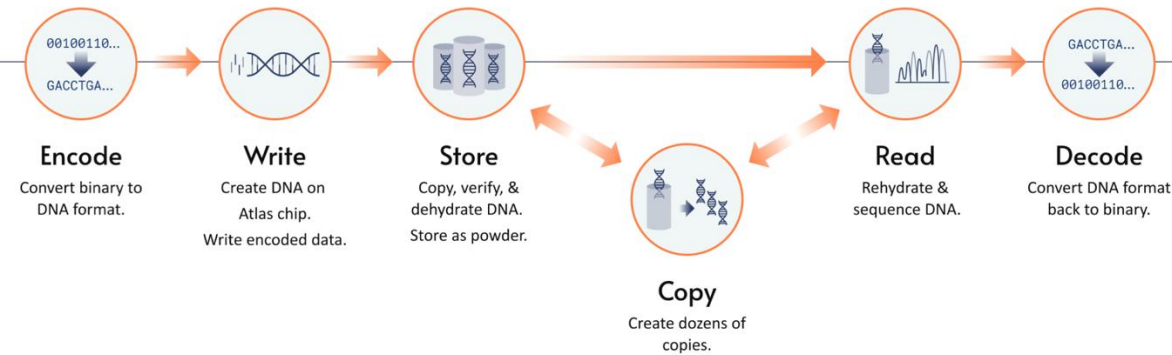 00100110...
GACCTGA...
Encode
Convert binary to
DNA format.
Write
Create DNA on
Atlas chip.
Write encoded data.
Store
Copy, verify, &
dehydrate DNA.
Store as powder.
Copy
Create dozens of
copies.
Read
Rehydrate &
sequence DNA.
GACCTGA...
00100110...
Decode
Convert DNA format
back to binary.